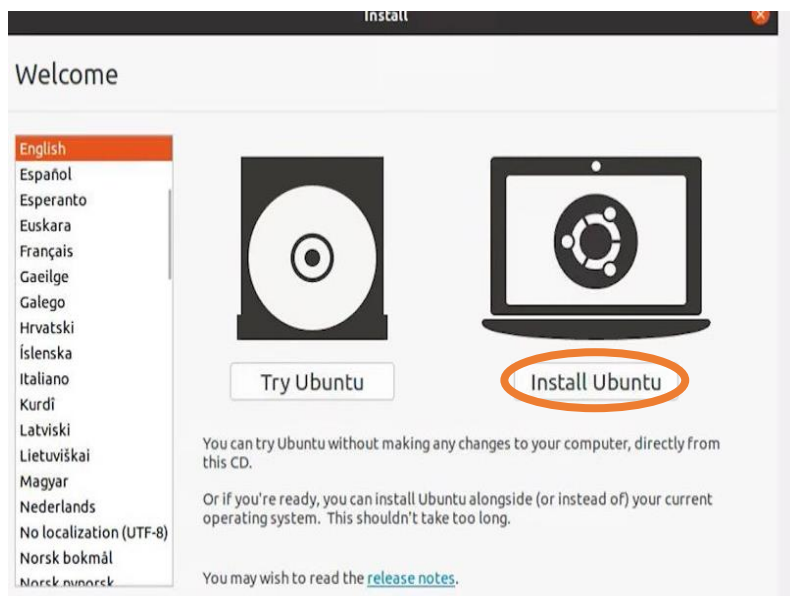 Install
Welcome
English
Español
Esperanto
Euskara
Français
Gaeilge
Galego
Hrvatski
Íslenska
Italiano
Kurdî
Latviski
Lietuviškai
Magyar
Nederlands
No localization (UTF-8)
Norsk bokmål
Norsk nynorsk
Try Ubuntu
Install Ubuntu
You can try Ubuntu without making any changes to your computer, directly from
this CD.
Or if you're ready, you can install Ubuntu alongside (or instead of) your current
operating system. This shouldn't take too long.
You may wish to read the release notes.